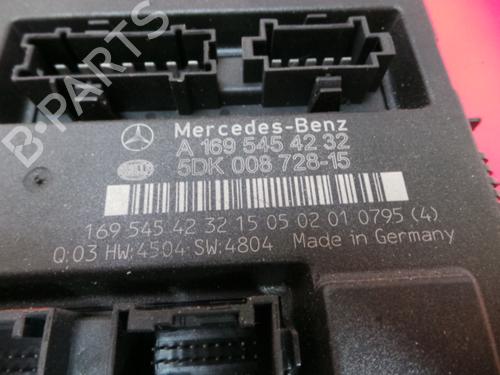 B-PARTS
Mercedes-Benz
A 169 545 42 32
HELLA
5DK 008 728-15
169 545 42 32 15 05 02 01 0795 (4)
Q:03 HW:4504 SW:4804 Made in Germany